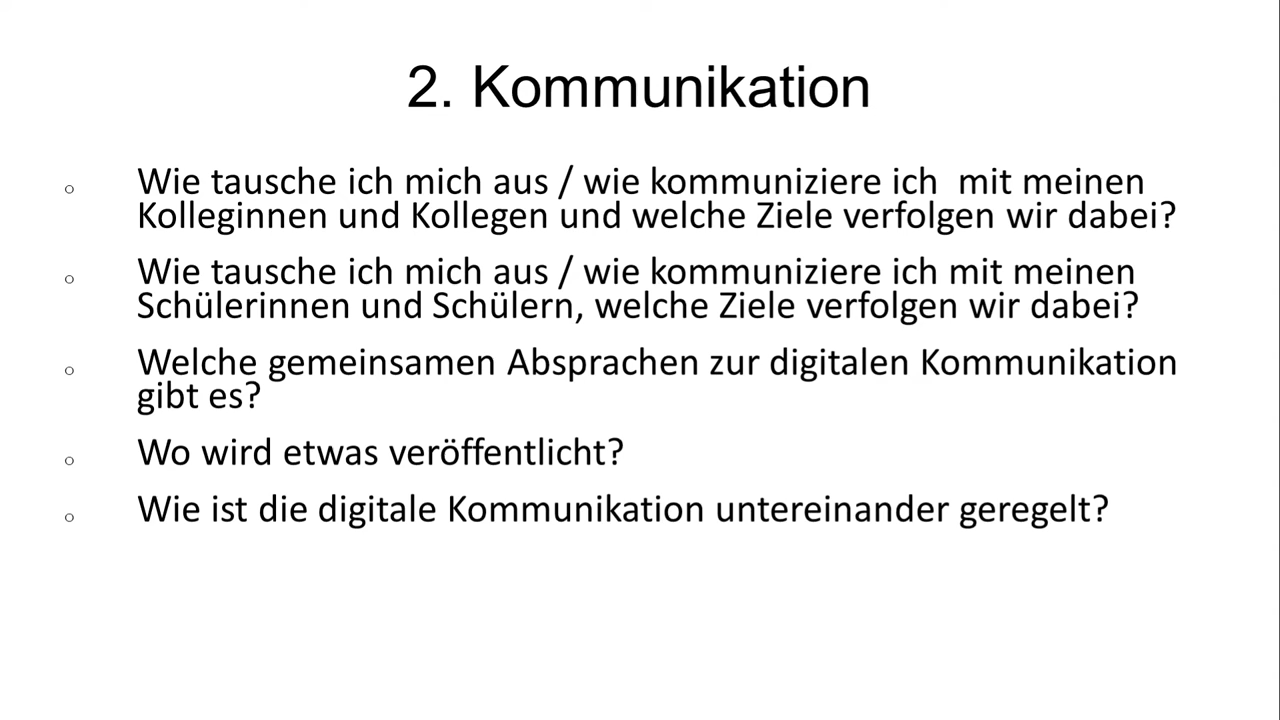 2. Kommunikation
Wie tausche ich mich aus / wie kommuniziere ich  mit meinen
Kolleginnen und Kollegen und welche Ziele verfolgen wir dabei?
Wie tausche ich mich aus / wie kommuniziere ich mit meinen
Schülerinnen und Schülern, welche Ziele verfolgen wir dabei?
Welche gemeinsamen Absprachen zur digitalen Kommunikation
gibt es?
Wo wird etwas veröffentlicht?
Wie ist die digitale Kommunikation untereinander geregelt?